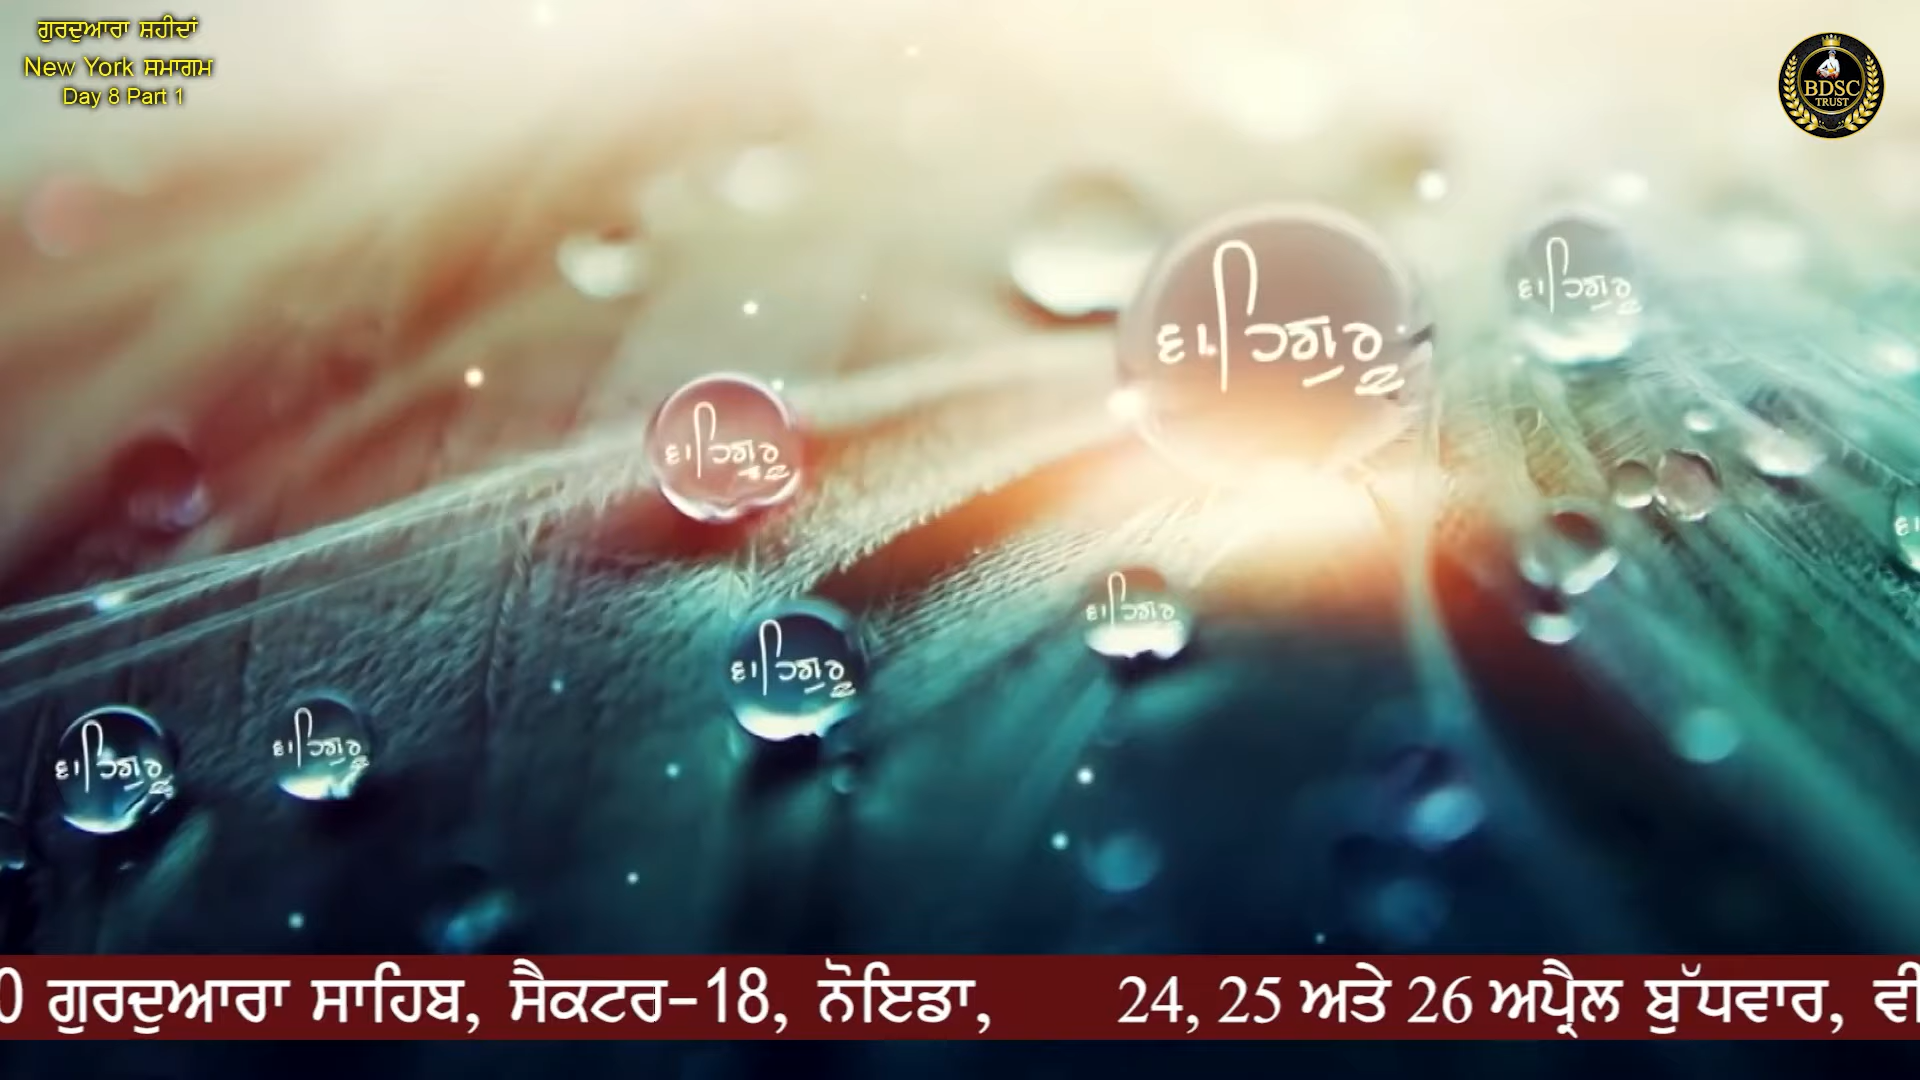 ਗੁਰਦੁਆਰਾ ਸ਼ਹੀਦਾਂ
New York ਸਮਾਗਮ
Day 8 Part 1
BDSC
TRUST
ਵਾਹਿਗੁਰੂ
ਵਾਹਿਗੁਰੂ
ਵਾਹਿਗੁਰੂ
ਵਾਹਿਗੁਰੂ
ਵਾਹਿਗੁਰੂ
ਵਾਹਿਗੁਰੂ
ਵਾਹਿਗੁਰੂ
0 ਗੁਰਦੁਆਰਾ ਸਾਹਿਬ, ਸੈਕਟਰ-18, ਨੋਇਡਾ, 24, 25 ਅਤੇ 26 ਅਪ੍ਰੈਲ ਬੁੱਧਵਾਰ,